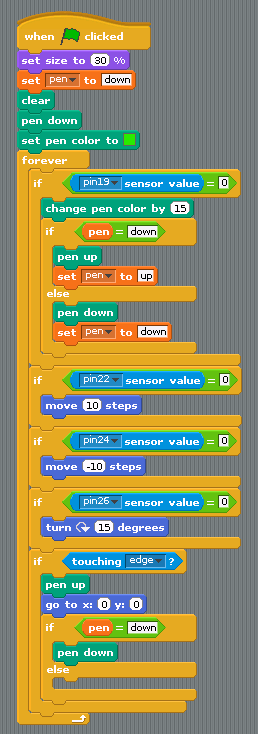 when clicked
set size to 30 %
set pen to down
clear
pen down
set pen color to
forever
if pin19 sensor value = 0
change pen color by 15
if pen = down
pen up
set pen to up
else
pen down
set pen to down
if pin22 sensor value = 0
move 10 steps
if pin24 sensor value = 0
move -10 steps
if pin26 sensor value = 0
turn 15 degrees
if touching edge ?
pen up
go to x: 0 y: 0
if pen = down
pen down
else